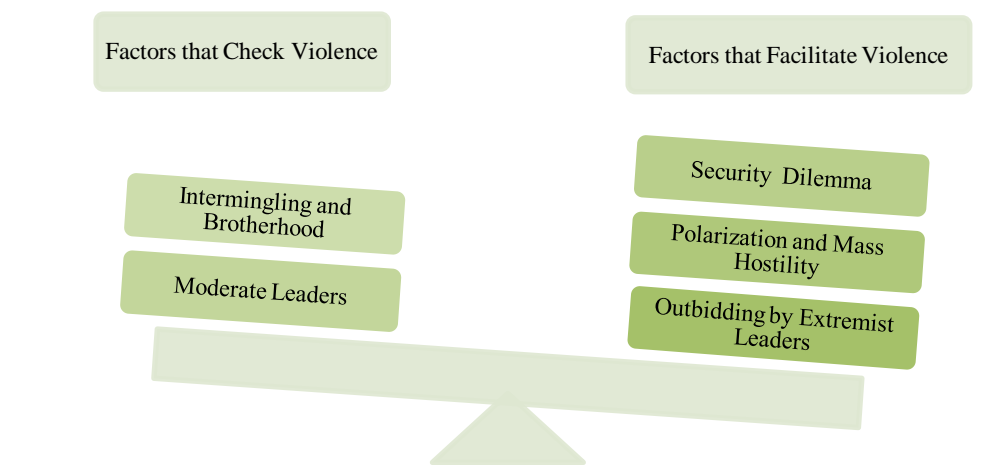 Factors that Check Violence
Factors that Facilitate Violence
Intermingling and
Brotherhood
Moderate Leaders
Security Dilemma
Polarization and Mass
Hostility
Outbidding by Extremist
Leaders